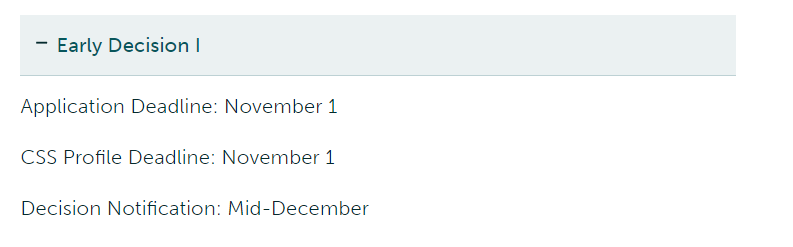 – Early Decision I
Application Deadline: November 1
CSS Profile Deadline: November 1
Decision Notification: Mid-December